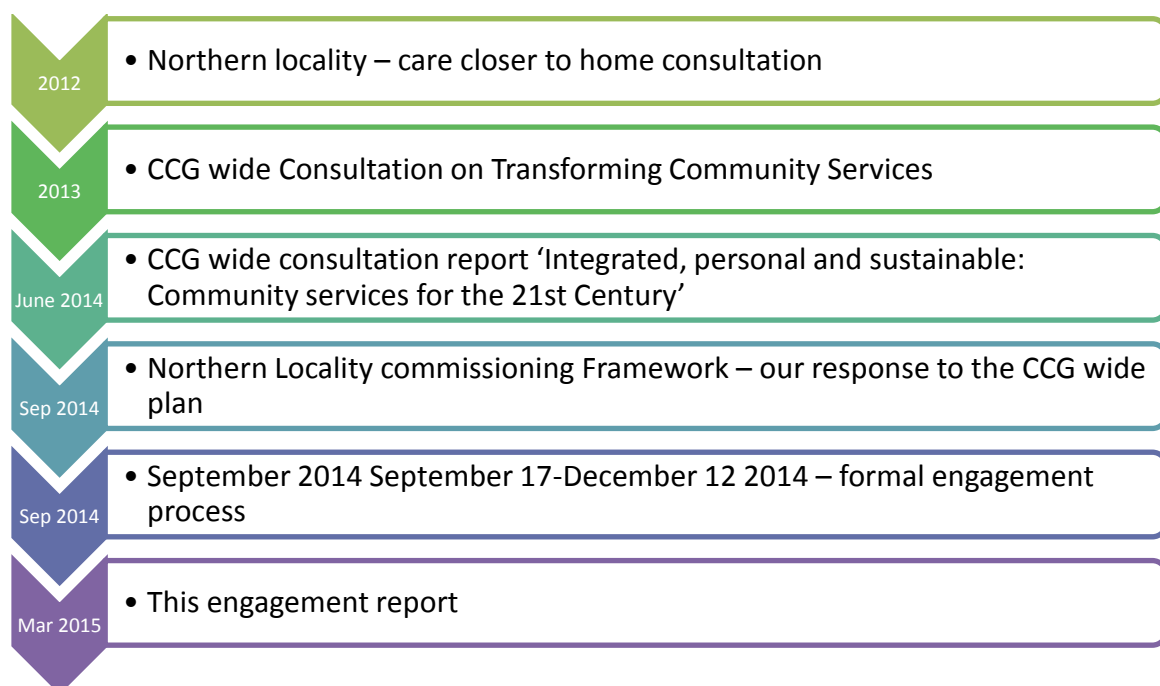 2012
• Northern locality – care closer to home consultation
2013
• CCG wide Consultation on Transforming Community Services
June 2014
• CCG wide consultation report ‘Integrated, personal and sustainable:
Community services for the 21st Century’
Sep 2014
• Northern Locality commissioning Framework – our response to the CCG wide
plan
Sep 2014
• September 2014 September 17-December 12 2014 – formal engagement
process
Mar 2015
• This engagement report